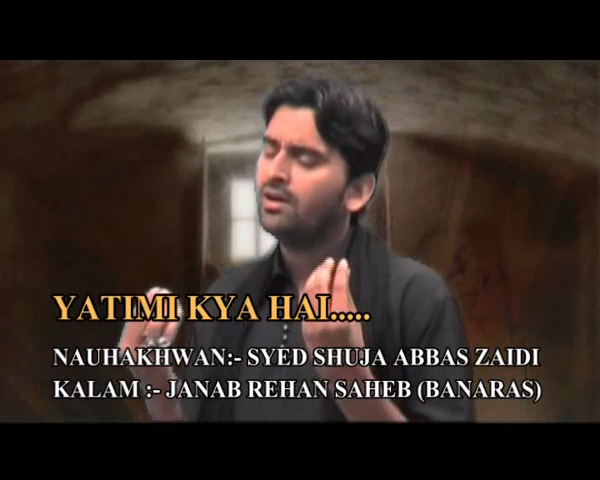 YATIMI KYA HAI.....
NAUHAKHWAN:- SYED SHUJA ABBAS ZAIDI
KALAM :- JANAB REHAN SAHEB (BANARAS)